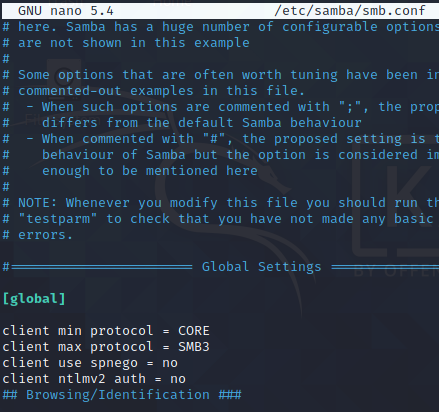 GNU nano 5.4 /etc/samba/smb.conf
# here. Samba has a huge number of configurable options
# are not shown in this example
#
# Some options that are often worth tuning have been in
# commented-out examples in this file.
#  - When such options are commented with ";", the prop
#    differs from the default Samba behaviour
#  - When commented with "#", the proposed setting is t
#    behaviour of Samba but the option is considered im
#    enough to be mentioned here
#
# NOTE: Whenever you modify this file you should run th
# "testparm" to check that you have not made any basic
# errors.
#======================= Global Settings ==============
[global]
client min protocol = CORE
client max protocol = SMB3
client use spnego = no
client ntlmv2 auth = no
## Browsing/Identification ###
BY OFFE